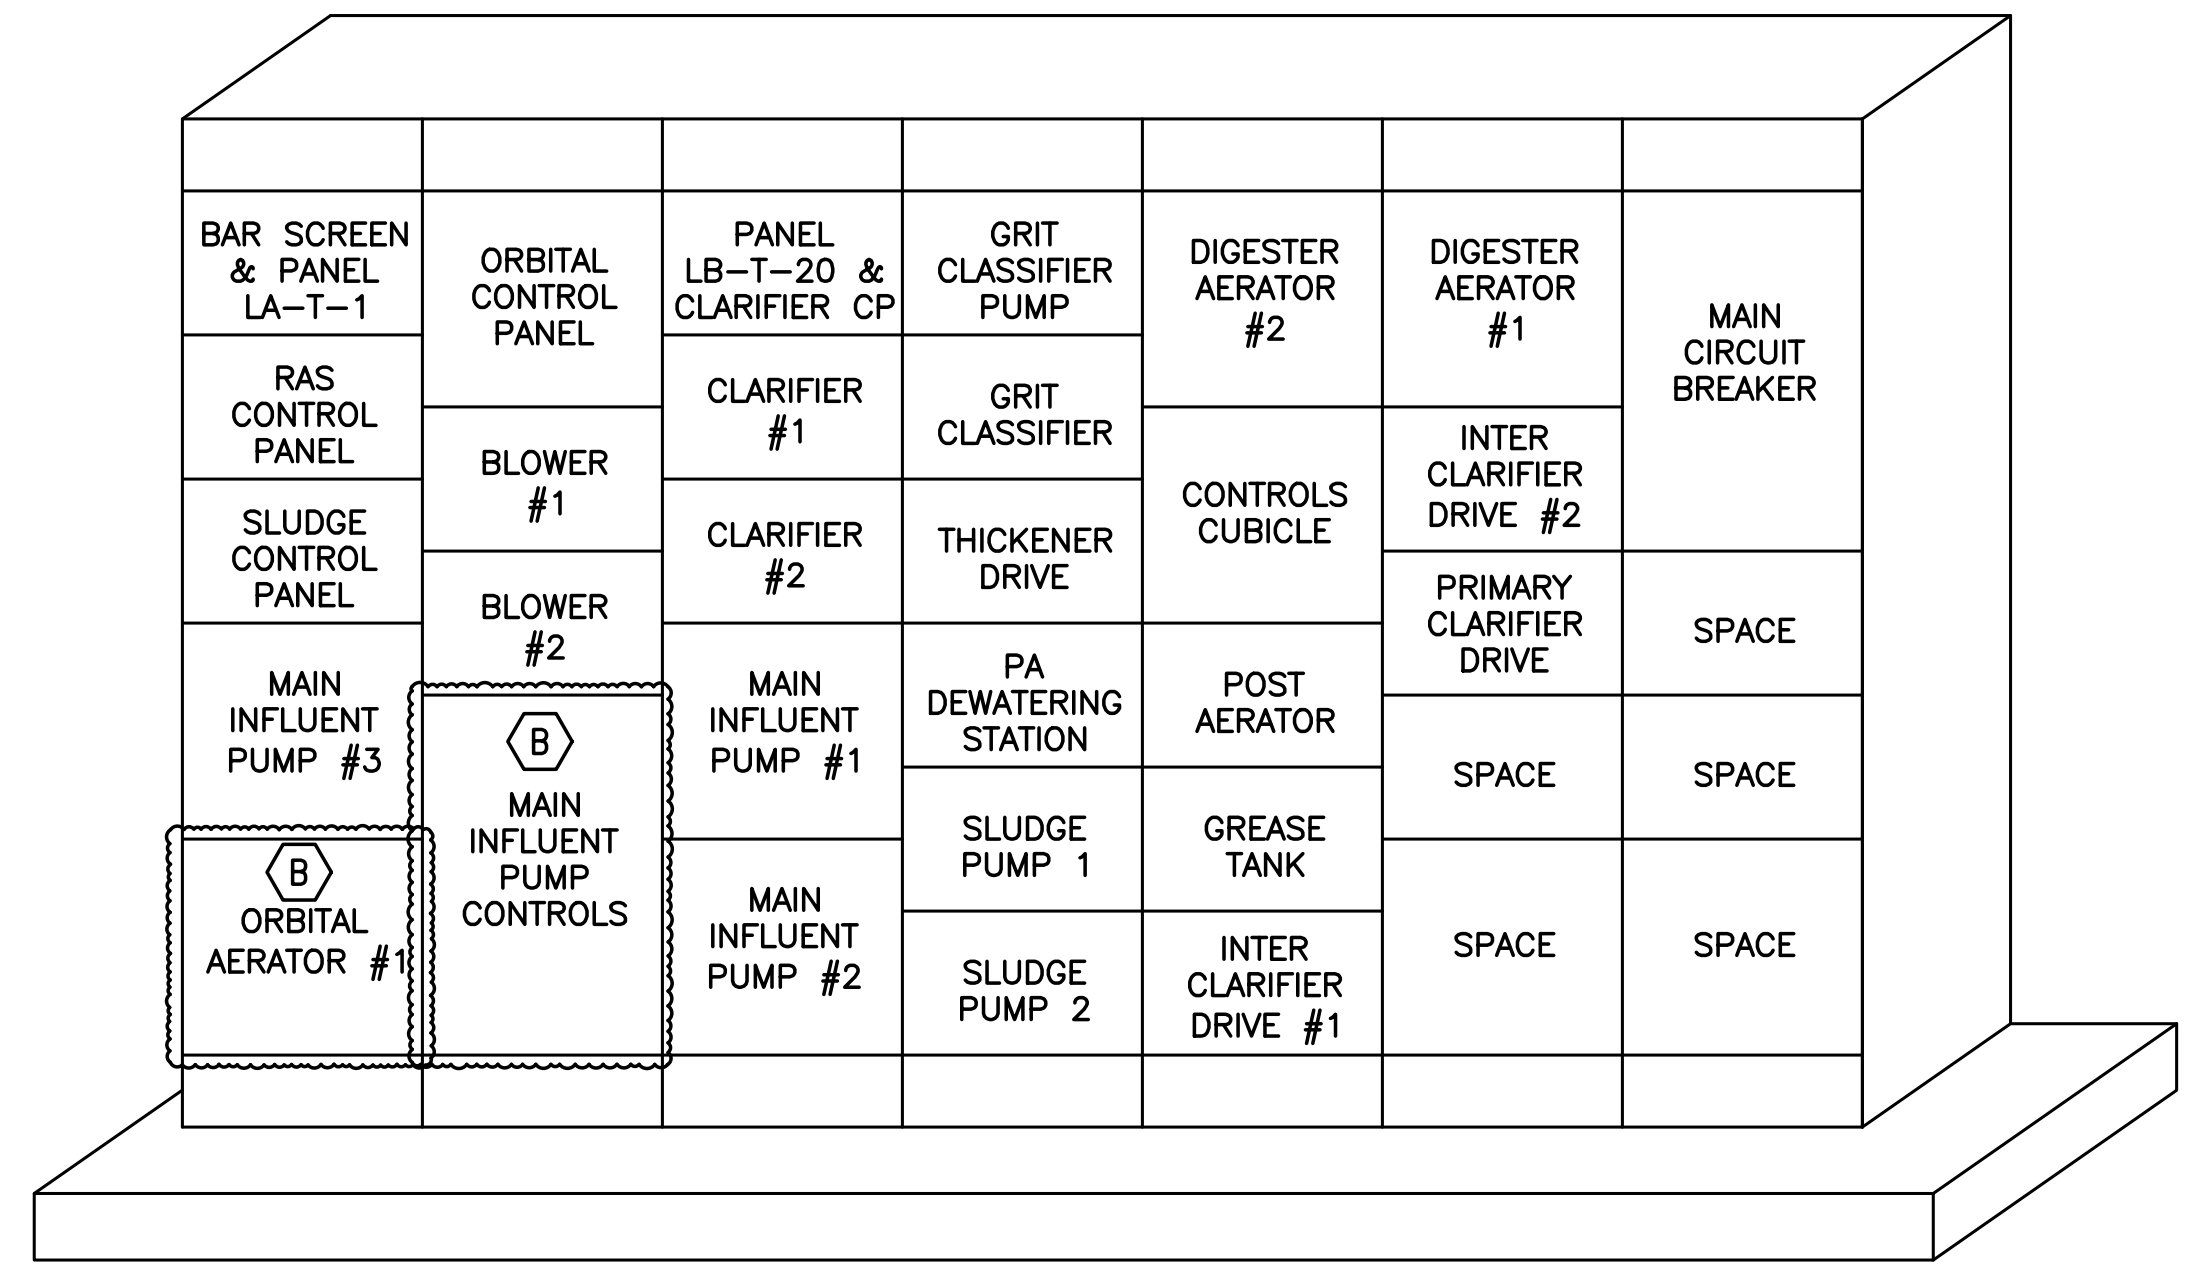 BAR SCREEN
& PANEL
LA-T-1
RAS
CONTROL
PANEL
SLUDGE
CONTROL
PANEL
MAIN
INFLUENT
PUMP #3
B
ORBITAL
AERATOR #1
ORBITAL
CONTROL
PANEL
BLOWER
#1
BLOWER
#2
B
MAIN
INFLUENT
PUMP
CONTROLS
PANEL
LB-T-20 &
CLARIFIER CP
CLARIFIER
#1
CLARIFIER
#2
MAIN
INFLUENT
PUMP #1
MAIN
INFLUENT
PUMP #2
GRIT
CLASSIFIER
PUMP
GRIT
CLASSIFIER
THICKENER
DRIVE
PA
DEWATERING
STATION
SLUDGE
PUMP 1
SLUDGE
PUMP 2
DIGESTER
AERATOR
#2
CONTROLS
CUBICLE
POST
AERATOR
GREASE
TANK
INTER
CLARIFIER
DRIVE #1
DIGESTER
AERATOR
#1
INTER
CLARIFIER
DRIVE #2
PRIMARY
CLARIFIER
DRIVE
SPACE
SPACE
MAIN
CIRCUIT
BREAKER
SPACE
SPACE
SPACE